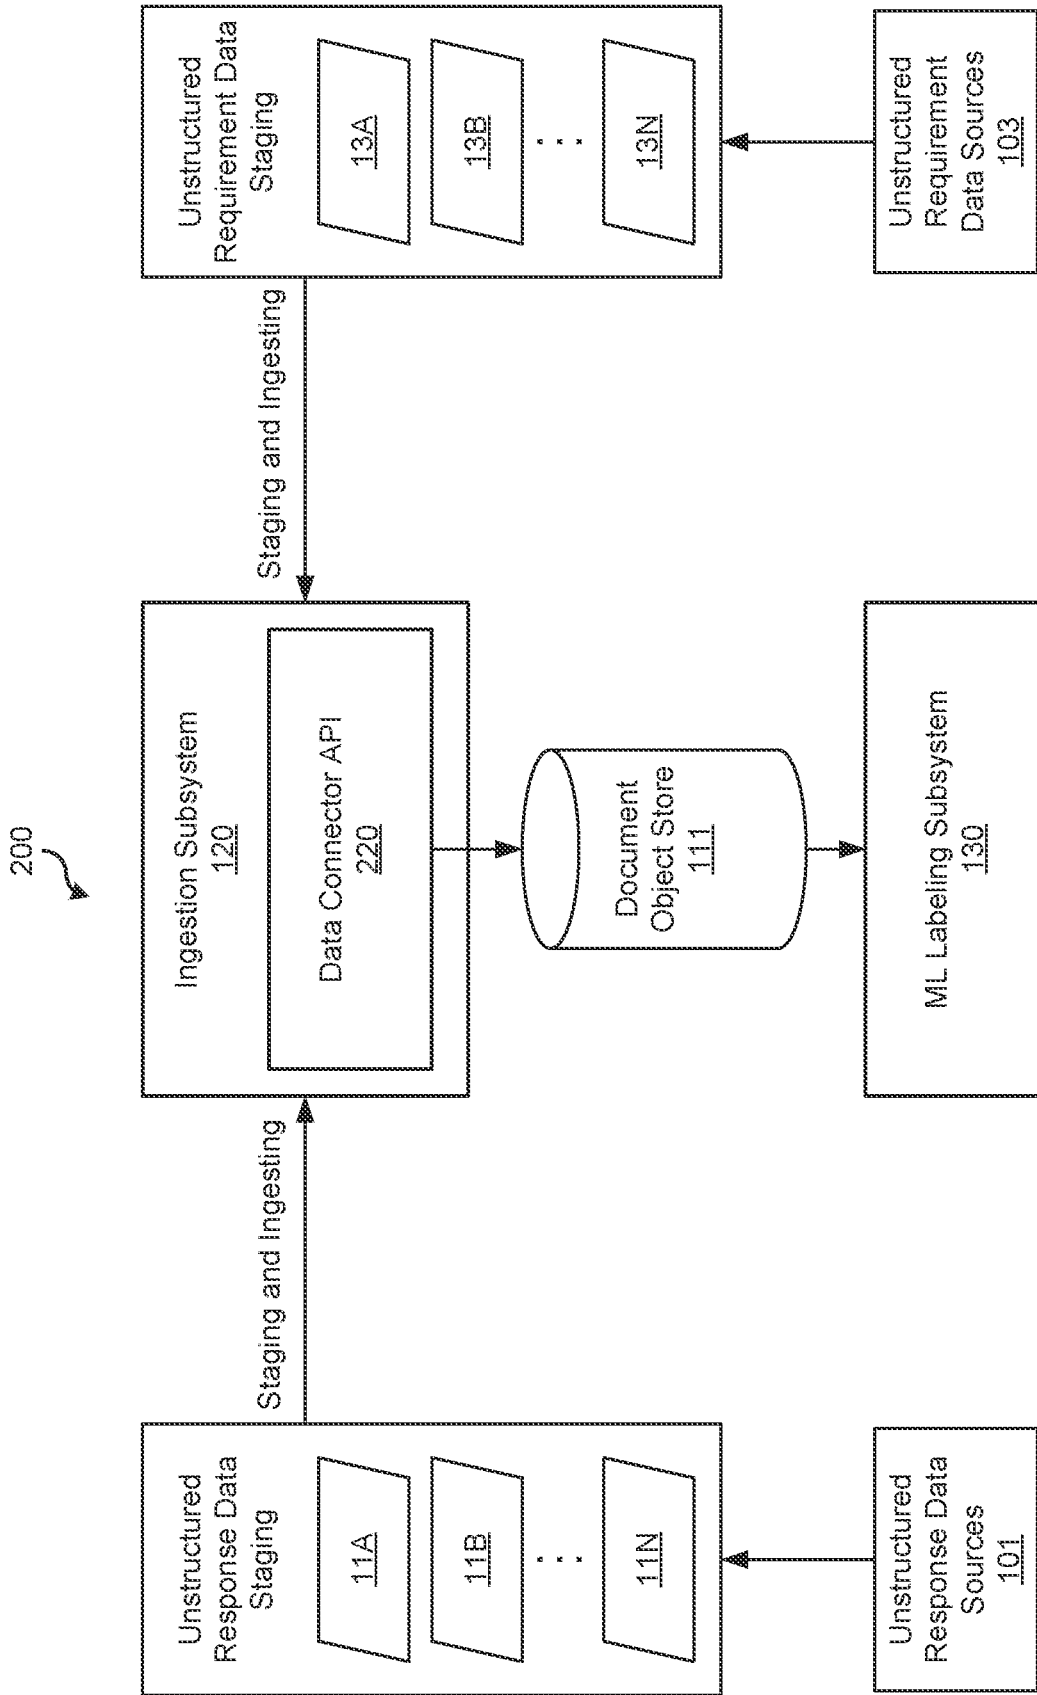 200
Unstructured
Response Data
Staging
11A
11B
. . .
11N
Unstructured
Response Data
Sources
101
Staging and Ingesting
Ingestion Subsystem
120
Data Connector API
220
Document
Object Store
111
ML Labeling Subsystem
130
Staging and Ingesting
Unstructured
Requirement Data
Staging
13A
13B
. . .
13N
Unstructured
Requirement
Data Sources
103